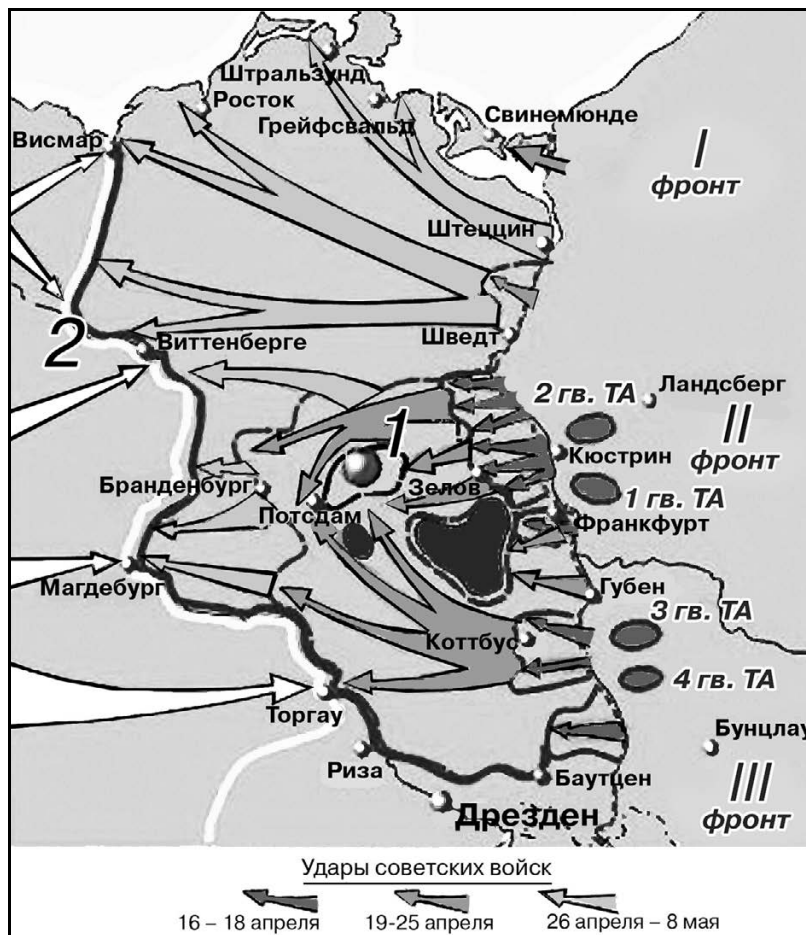 Штральзунд
Росток
Грейфсвальд
Свинемюнде
Висмар
I
фронт
Штеццин
2
Виттенберге
Шведт
2 гв. ТА
Ландсберг
1
II
фронт
Кюстрин
Бранденбург
Зелов
1 гв. ТА
Потсдам
Франкфурт
Магдебург
Губен
3 гв. ТА
Коттбус
4 гв. ТА
Торгау
Бунцлау
Риза
Баутцен
III
фронт
Дрезден
Удары советских войск
16 – 18 апреля
19-25 апреля
26 апреля – 8 мая